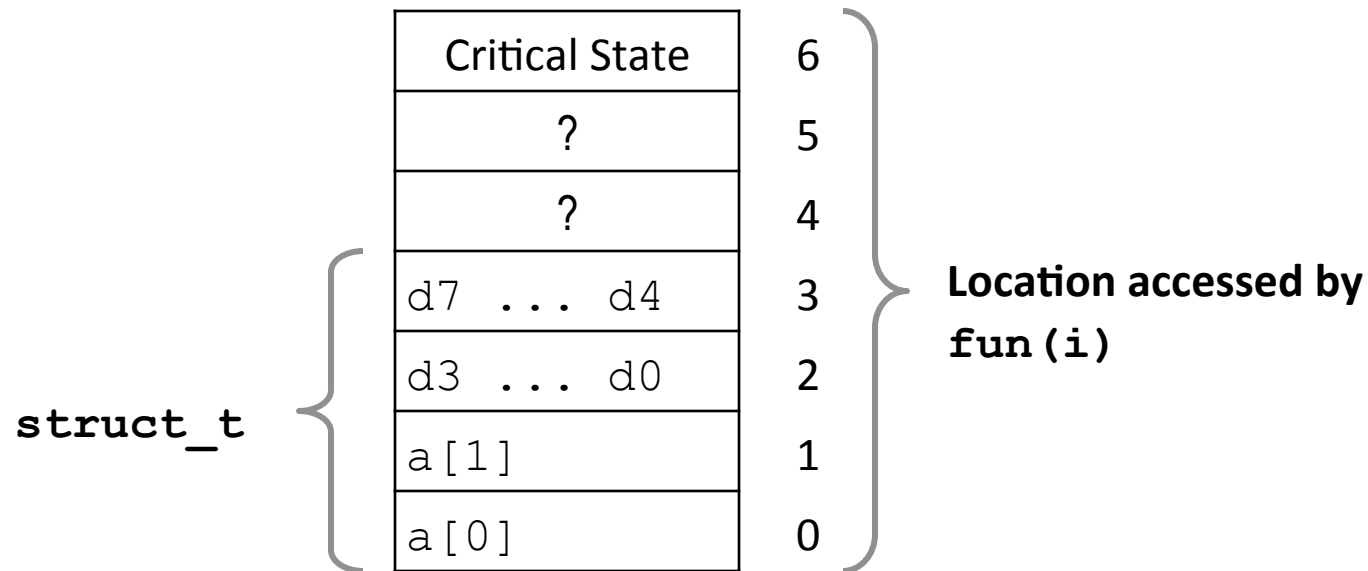 Critical State 6
? 5
? 4
d7 ... d4 3
d3 ... d0 2
a[1] 1
a[0] 0
struct_t
Location accessed by
fun(i)